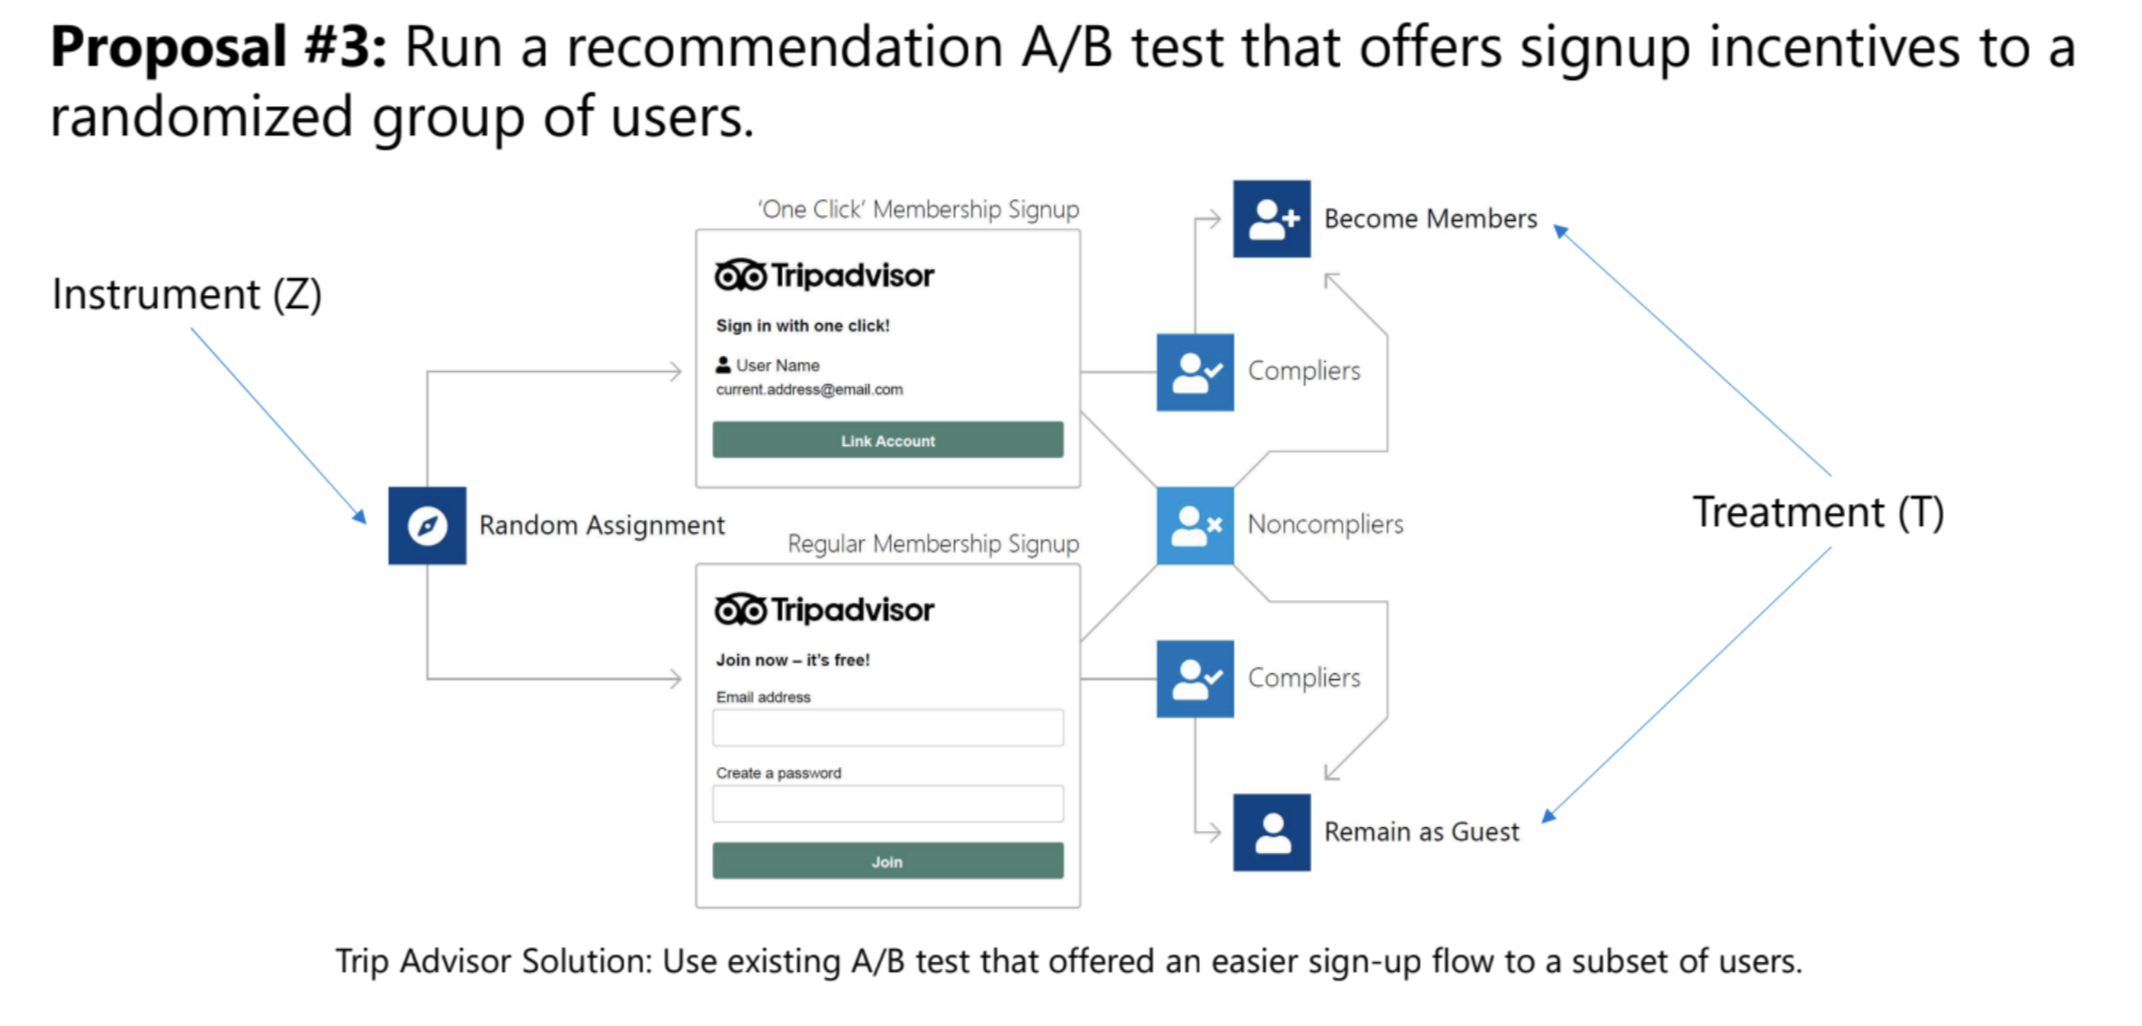 Proposal #3: Run a recommendation A/B test that offers signup incentives to a
randomized group of users.
'One Click' Membership Signup
Tripadvisor
Sign in with one click!
User Name
current.address@email.com
Link Account
Become Members
Instrument (Z)
Compliers
Random Assignment
Noncompliers
Treatment (T)
Regular Membership Signup
Tripadvisor
Join now – it's free!
Email address
Create a password
Join
Compliers
Remain as Guest
Trip Advisor Solution: Use existing A/B test that offered an easier sign-up flow to a subset of users.